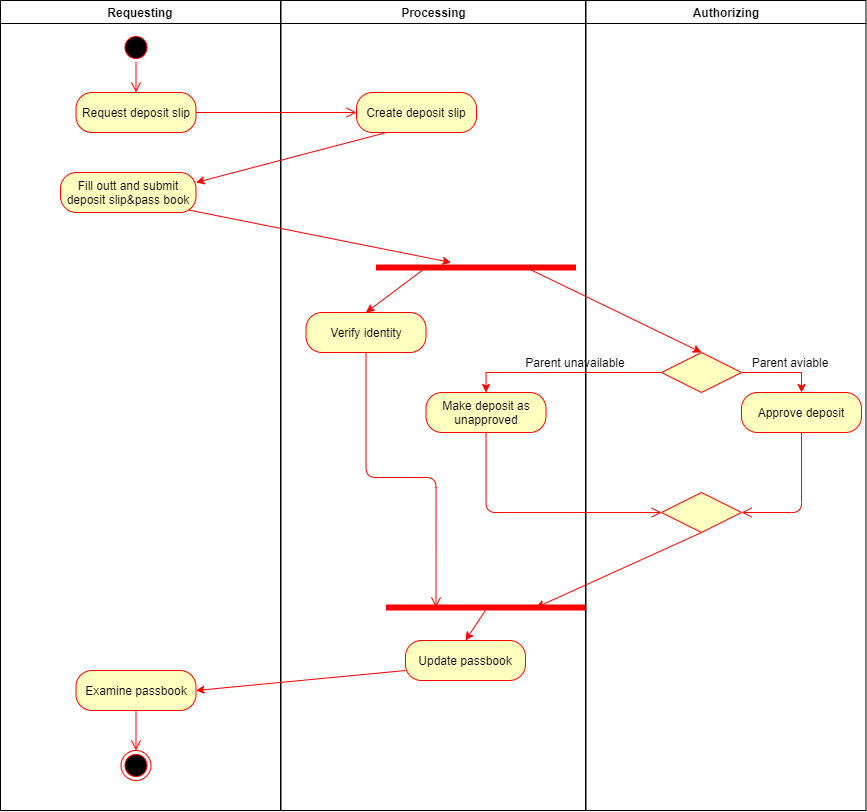 Requesting
Processing
Authorizing
Request deposit slip
Create deposit slip
Fill outt and submit
deposit slip&pass book
Verify identity
Parent unavailable
Parent aviable
Make deposit as
unapproved
Approve deposit
Update passbook
Examine passbook